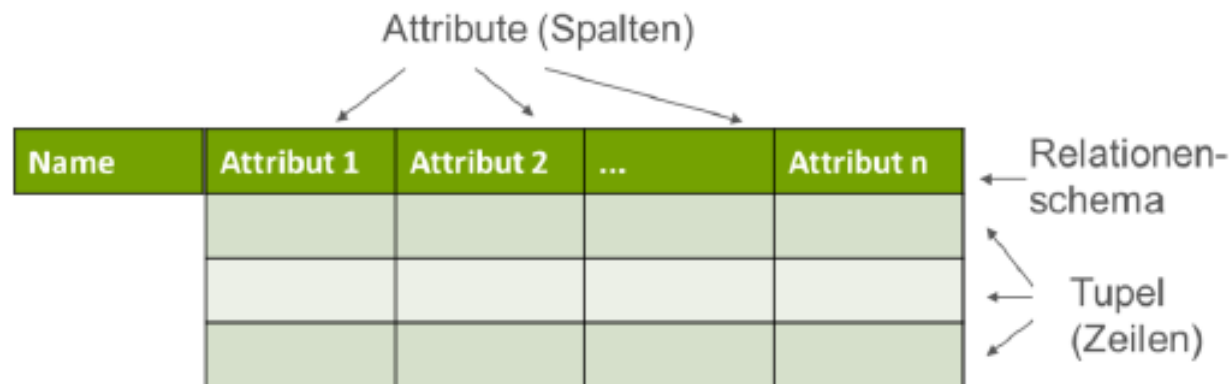 Attribute (Spalten)
Name Attribut 1 Attribut 2 ... Attribut n
Relationen-
schema
Tupel
(Zeilen)